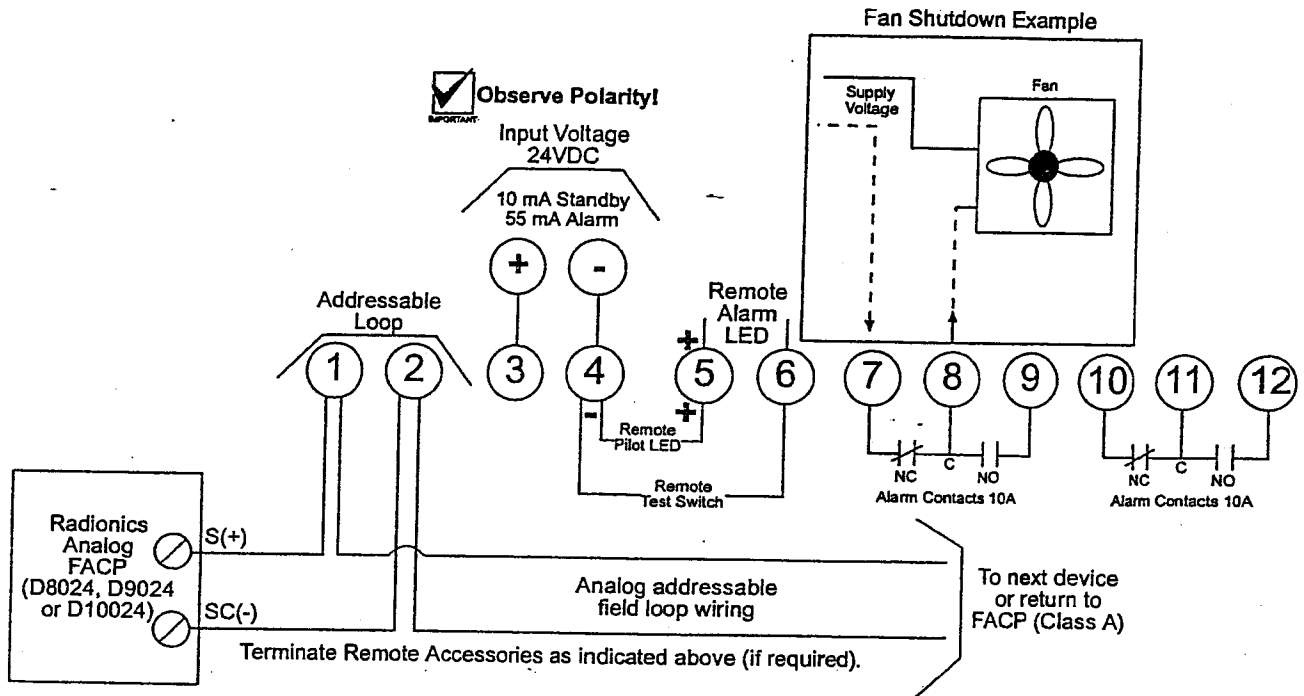 Fan Shutdown Example
Supply
Voltage
Fan
Observe Polarity!
IMPORTANT
Input Voltage
24VDC
10 mA Standby
55 mA Alarm
+
-
Addressable
Loop
Remote
Alarm
LED
+
1
2
3
4
5
6
7
8
9
10
11
12
-
+
Remote
Pilot LED
Remote
Test Switch
NC
C
NO
Alarm Contacts 10A
NC
C
NO
Alarm Contacts 10A
Radionics
Analog
FACP
(D8024, D9024
or D10024)
S(+)
SC(-)
Analog addressable
field loop wiring
To next device
or return to
FACP (Class A)
Terminate Remote Accessories as indicated above (if required).